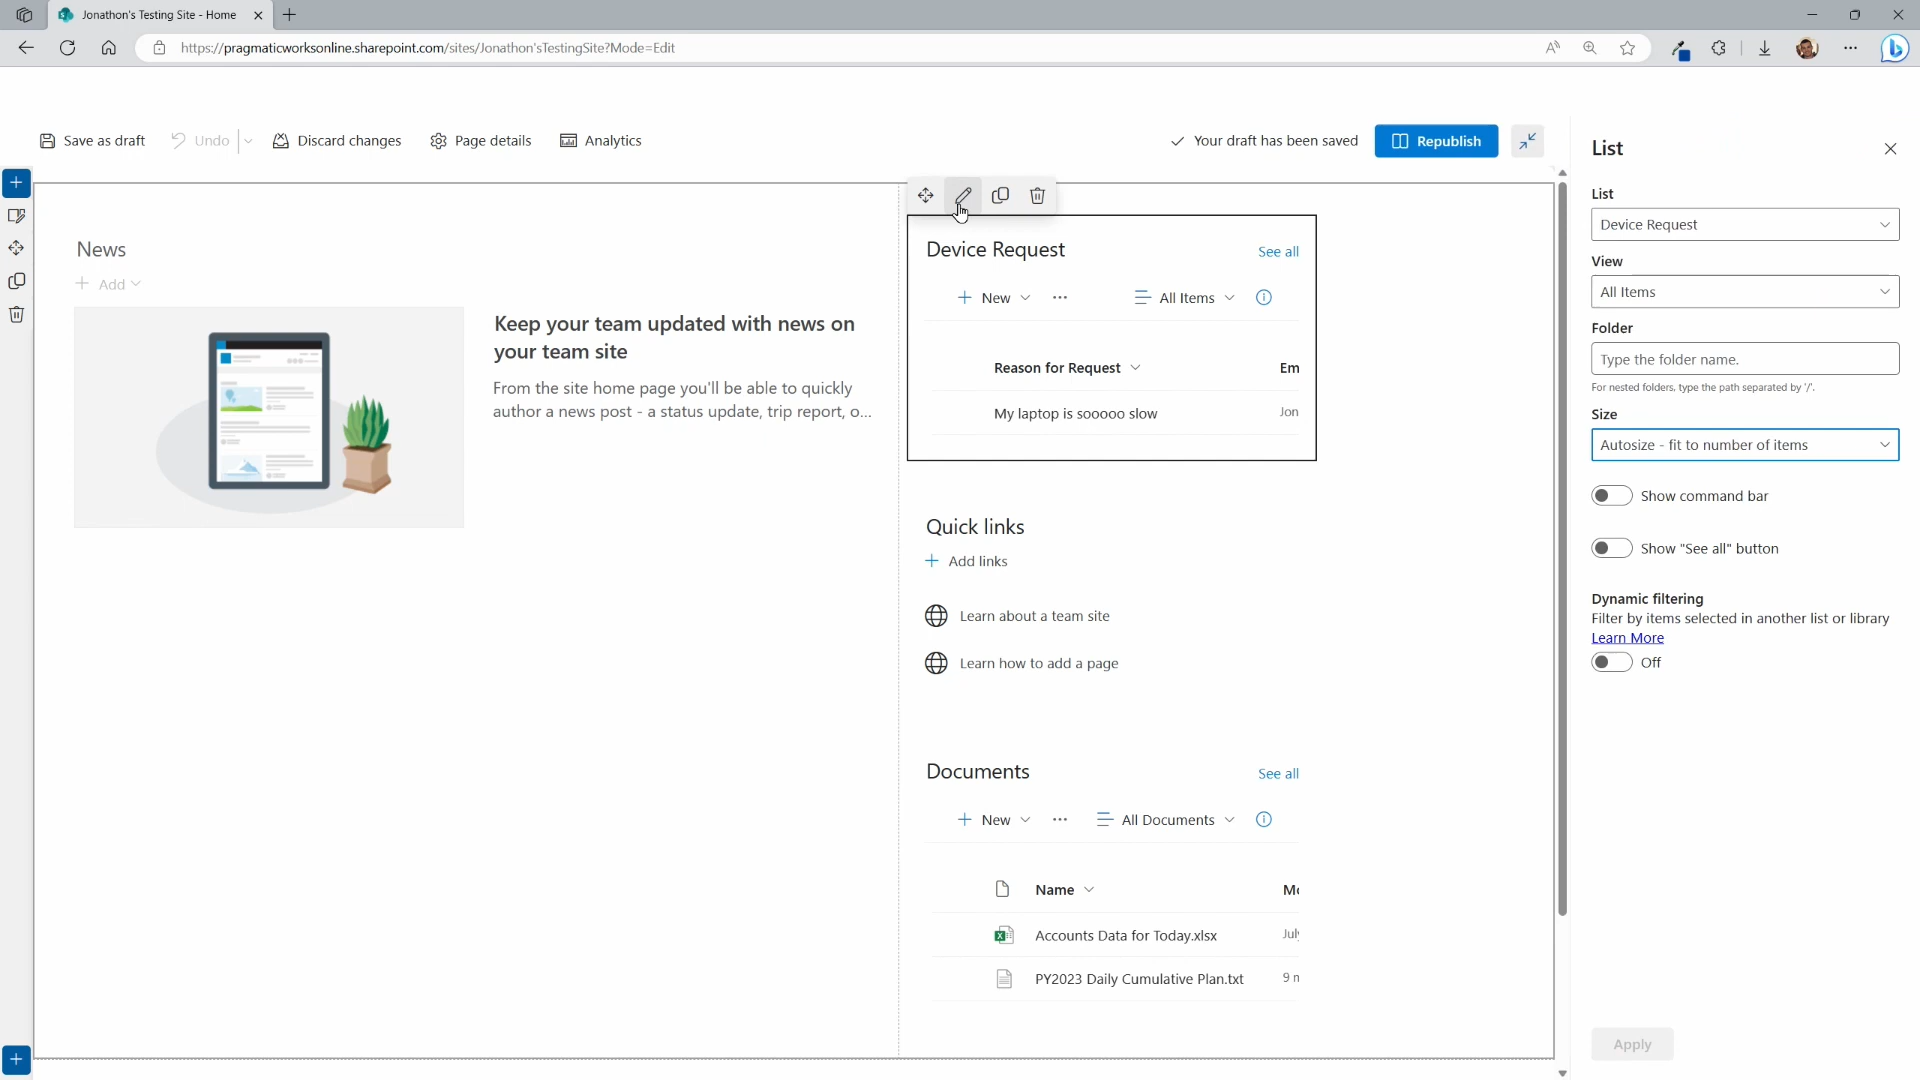 Jonathon's Testing Site - Home
https://pragmaticworksonline.sharepoint.com/sites/Jonathon'sTestingSite?Mode=Edit
Save as draft
Undo
Discard changes
Page details
Analytics
Your draft has been saved
Republish
News
Add
Keep your team updated with news on
your team site
From the site home page you'll be able to quickly
author a news post - a status update, trip report, o...
Device Request
See all
New
All Items
Reason for Request
Em
My laptop is sooooo slow
Jon
Quick links
Add links
Learn about a team site
Learn how to add a page
Documents
See all
New
All Documents
Name
Mo
Accounts Data for Today.xlsx
July
PY2023 Daily Cumulative Plan.txt
9 m
List
List
Device Request
View
All Items
Folder
Type the folder name.
For nested folders, type the path separated by '/'.
Size
Autosize - fit to number of items
Show command bar
Show "See all" button
Dynamic filtering
Filter by items selected in another list or library
Learn More
Off
Apply